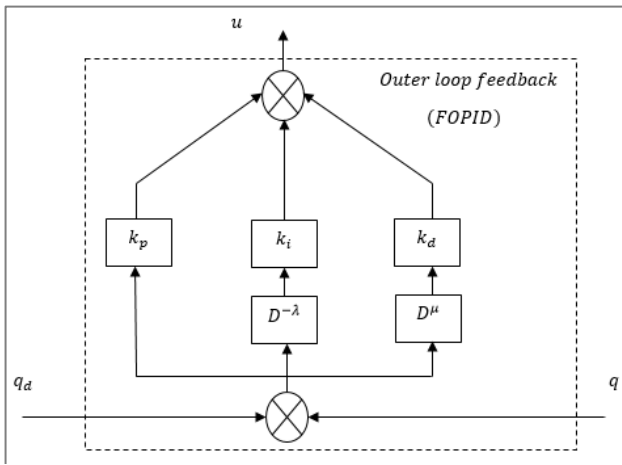 u
Outer loop feedback
(FOPID)
k_p
k_i
k_d
D^{-λ}
D^μ
q_d
q